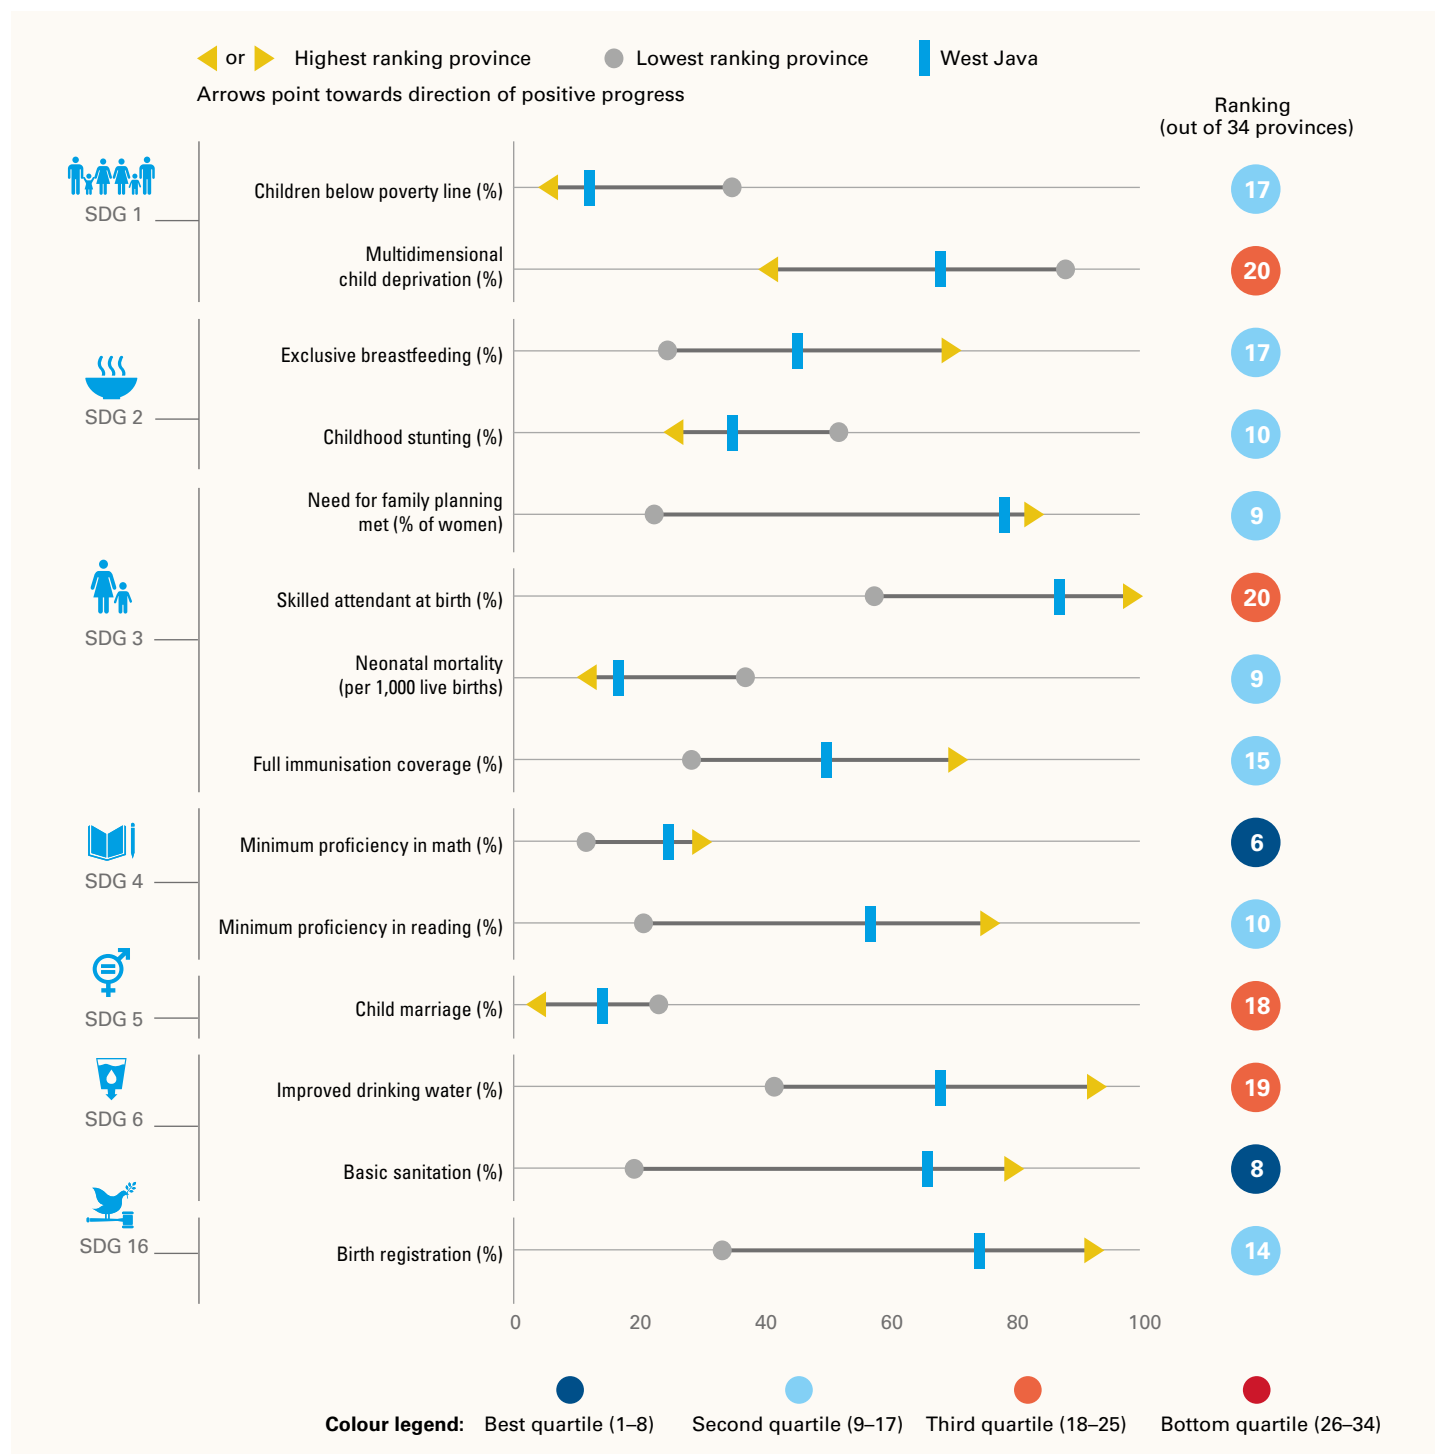 or Highest ranking province Lowest ranking province West Java
Arrows point towards direction of positive progress
Ranking
(out of 34 provinces)
SDG 1
Children below poverty line (%) 17
Multidimensional
child deprivation (%) 20
SDG 2
Exclusive breastfeeding (%) 17
Childhood stunting (%) 10
SDG 3
Need for family planning
met (% of women) 9
Skilled attendant at birth (%) 20
Neonatal mortality
(per 1,000 live births) 9
Full immunisation coverage (%) 15
SDG 4
Minimum proficiency in math (%) 6
Minimum proficiency in reading (%) 10
SDG 5
Child marriage (%) 18
SDG 6
Improved drinking water (%) 19
Basic sanitation (%) 8
SDG 16
Birth registration (%) 14
0 20 40 60 80 100
Colour legend: Best quartile (1–8) Second quartile (9–17) Third quartile (18–25) Bottom quartile (26–34)